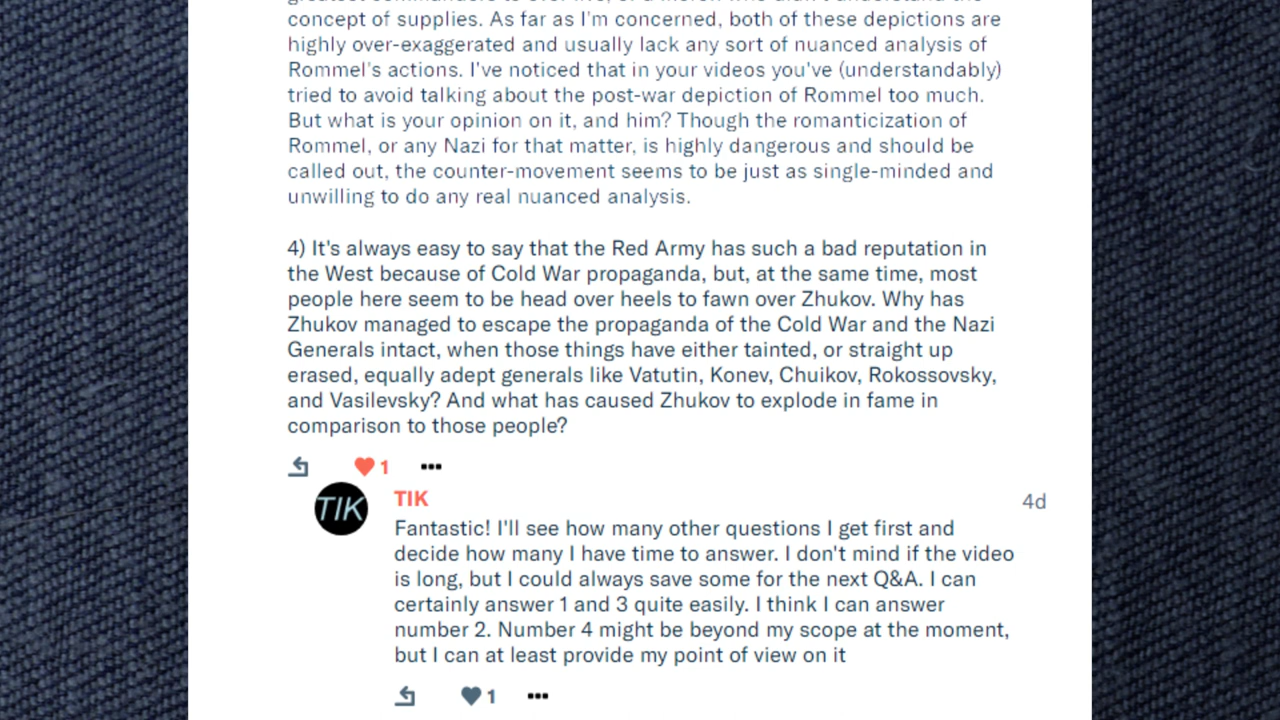 concept of supplies. As far as I'm concerned, both of these depictions are
highly over-exaggerated and usually lack any sort of nuanced analysis of
Rommel's actions. I've noticed that in your videos you've (understandably)
tried to avoid talking about the post-war depiction of Rommel too much.
But what is your opinion on it, and him? Though the romanticization of
Rommel, or any Nazi for that matter, is highly dangerous and should be
called out, the counter-movement seems to be just as single-minded and
unwilling to do any real nuanced analysis.
4) It's always easy to say that the Red Army has such a bad reputation in
the West because of Cold War propaganda, but, at the same time, most
people here seem to be head over heels to fawn over Zhukov. Why has
Zhukov managed to escape the propaganda of the Cold War and the Nazi
Generals intact, when those things have either tainted, or straight up
erased, equally adept generals like Vatutin, Konev, Chuikov, Rokossovsky,
and Vasilevsky? And what has caused Zhukov to explode in fame in
comparison to those people?
1
TIK
TIK
4d
Fantastic! I'll see how many other questions I get first and
decide how many I have time to answer. I don't mind if the video
is long, but I could always save some for the next Q&A. I can
certainly answer 1 and 3 quite easily. I think I can answer
number 2. Number 4 might be beyond my scope at the moment,
but I can at least provide my point of view on it
1